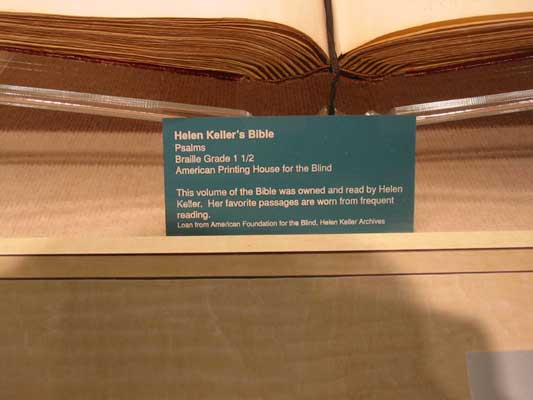 Helen Keller's Bible
Psalms
Braille Grade 1 1/2
American Printing House for the Blind
This volume of the Bible was owned and read by Helen
Keller. Her favorite passages are worn from frequent
reading.
Loan from American Foundation for the Blind, Helen Keller Archives